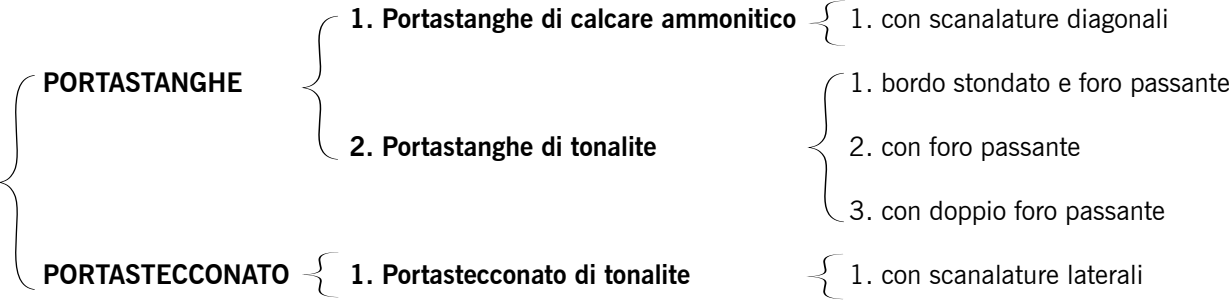 1. Portastanghe di calcare ammonitico
1. con scanalature diagonali
PORTASTANGHE
1. bordo stondato e foro passante
2. Portastanghe di tonalite
2. con foro passante
3. con doppio foro passante
PORTASTECCONATO
1. Portastecconato di tonalite
1. con scanalature laterali